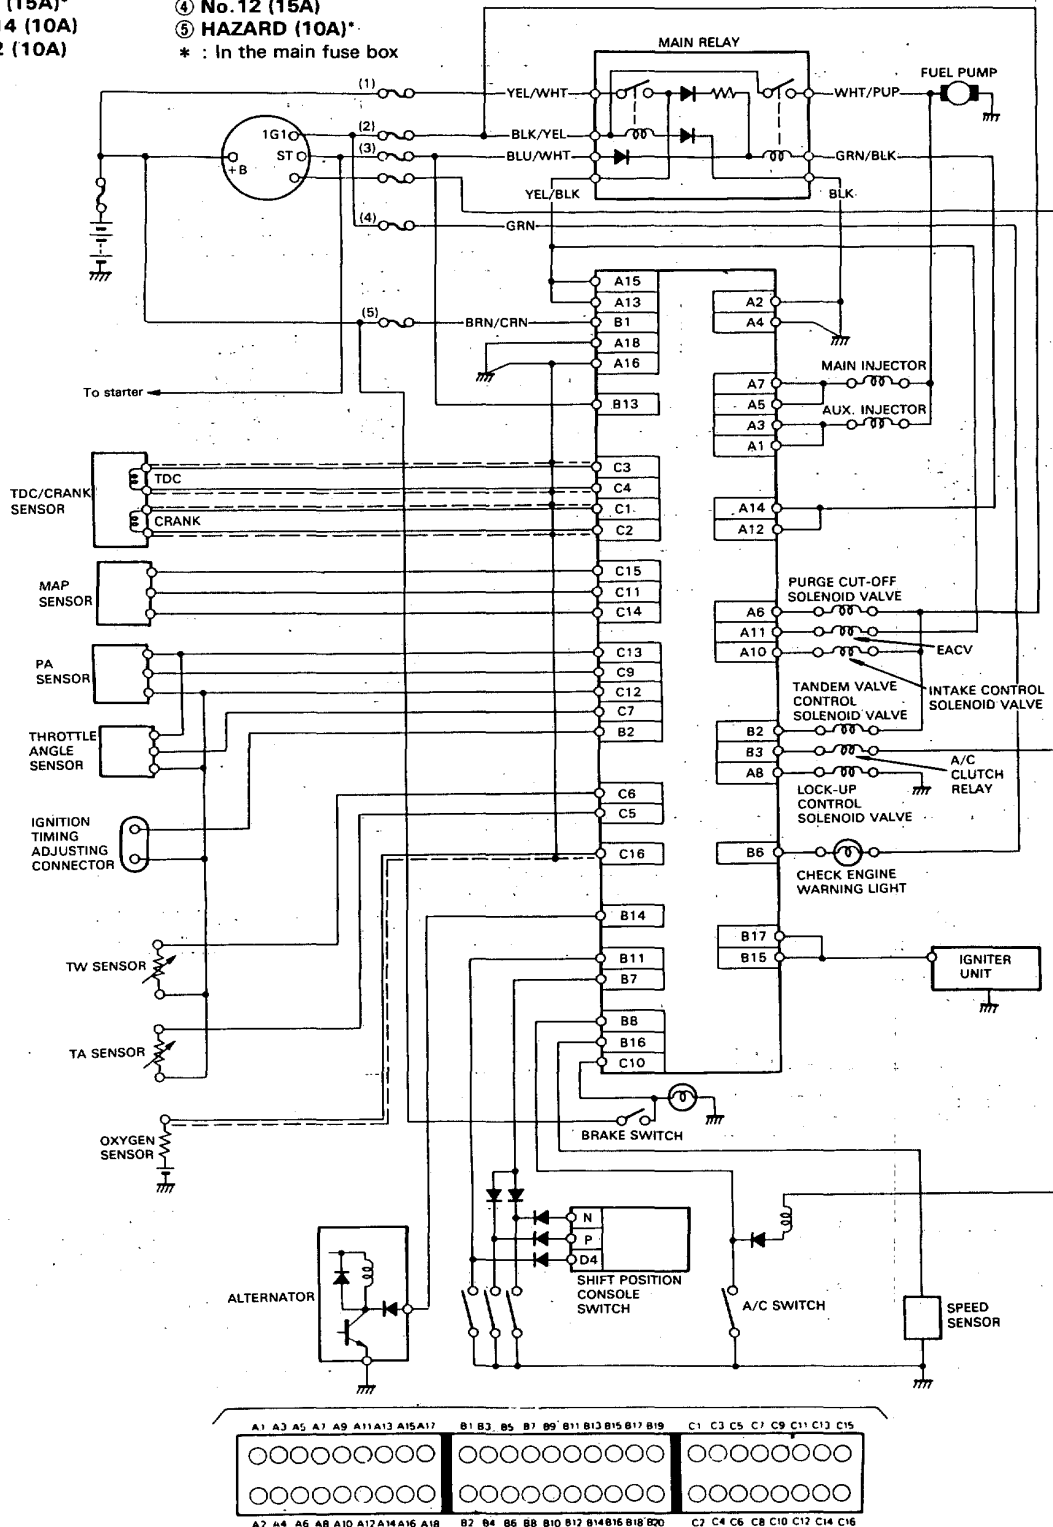 (15A)*
14 (10A)
2 (10A)
④ No.12 (15A)
⑤ HAZARD (10A)*
* : In the main fuse box
MAIN RELAY
FUEL PUMP
(1)
YEL/WHT
WHT/PUP
1G1
(2)
BLK/YEL
ST
(3)
BLU/WHT
GRN/BLK
+B
YEL/BLK
BLK
(4)
GRN
A15
A13
A2
(5)
BRN/CRN
B1
A4
A18
A16
MAIN INJECTOR
To starter
A7
B13
A5
AUX. INJECTOR
A3
A1
TDC/CRANK
SENSOR
TDC
CRANK
C3
C4
C1
C2
A14
A12
MAP
SENSOR
C15
C11
C14
PURGE CUT-OFF
SOLENOID VALVE
A6
A11
A10
EACV
PA
SENSOR
C13
C9
C12
C7
B2
INTAKE CONTROL
SOLENOID VALVE
TANDEM VALVE
CONTROL
SOLENOID VALVE
THROTTLE
ANGLE
SENSOR
B2
B3
A8
A/C
CLUTCH
RELAY
LOCK-UP
CONTROL
SOLENOID VALVE
IGNITION
TIMING
ADJUSTING
CONNECTOR
C6
C5
C16
B6
CHECK ENGINE
WARNING LIGHT
B14
B17
B15
IGNITER
UNIT
TW SENSOR
B11
B7
B8
B16
C10
TA SENSOR
BRAKE SWITCH
OXYGEN
SENSOR
N
P
D4
SHIFT POSITION
CONSOLE
SWITCH
ALTERNATOR
A/C SWITCH
SPEED
SENSOR
A1 A3 A5 A7 A9 A11 A13 A15 A17 B1 B3 B5 B7 B9 B11 B13 B15 B17 B19 C1 C3 C5 C7 C9 C11 C13 C15
A2 A4 A6 A8 A10 A12 A14 A16 A18 B2 B4 B6 B8 B10 B12 B14 B16 B18 B20 C2 C4 C6 C8 C10 C12 C14 C16